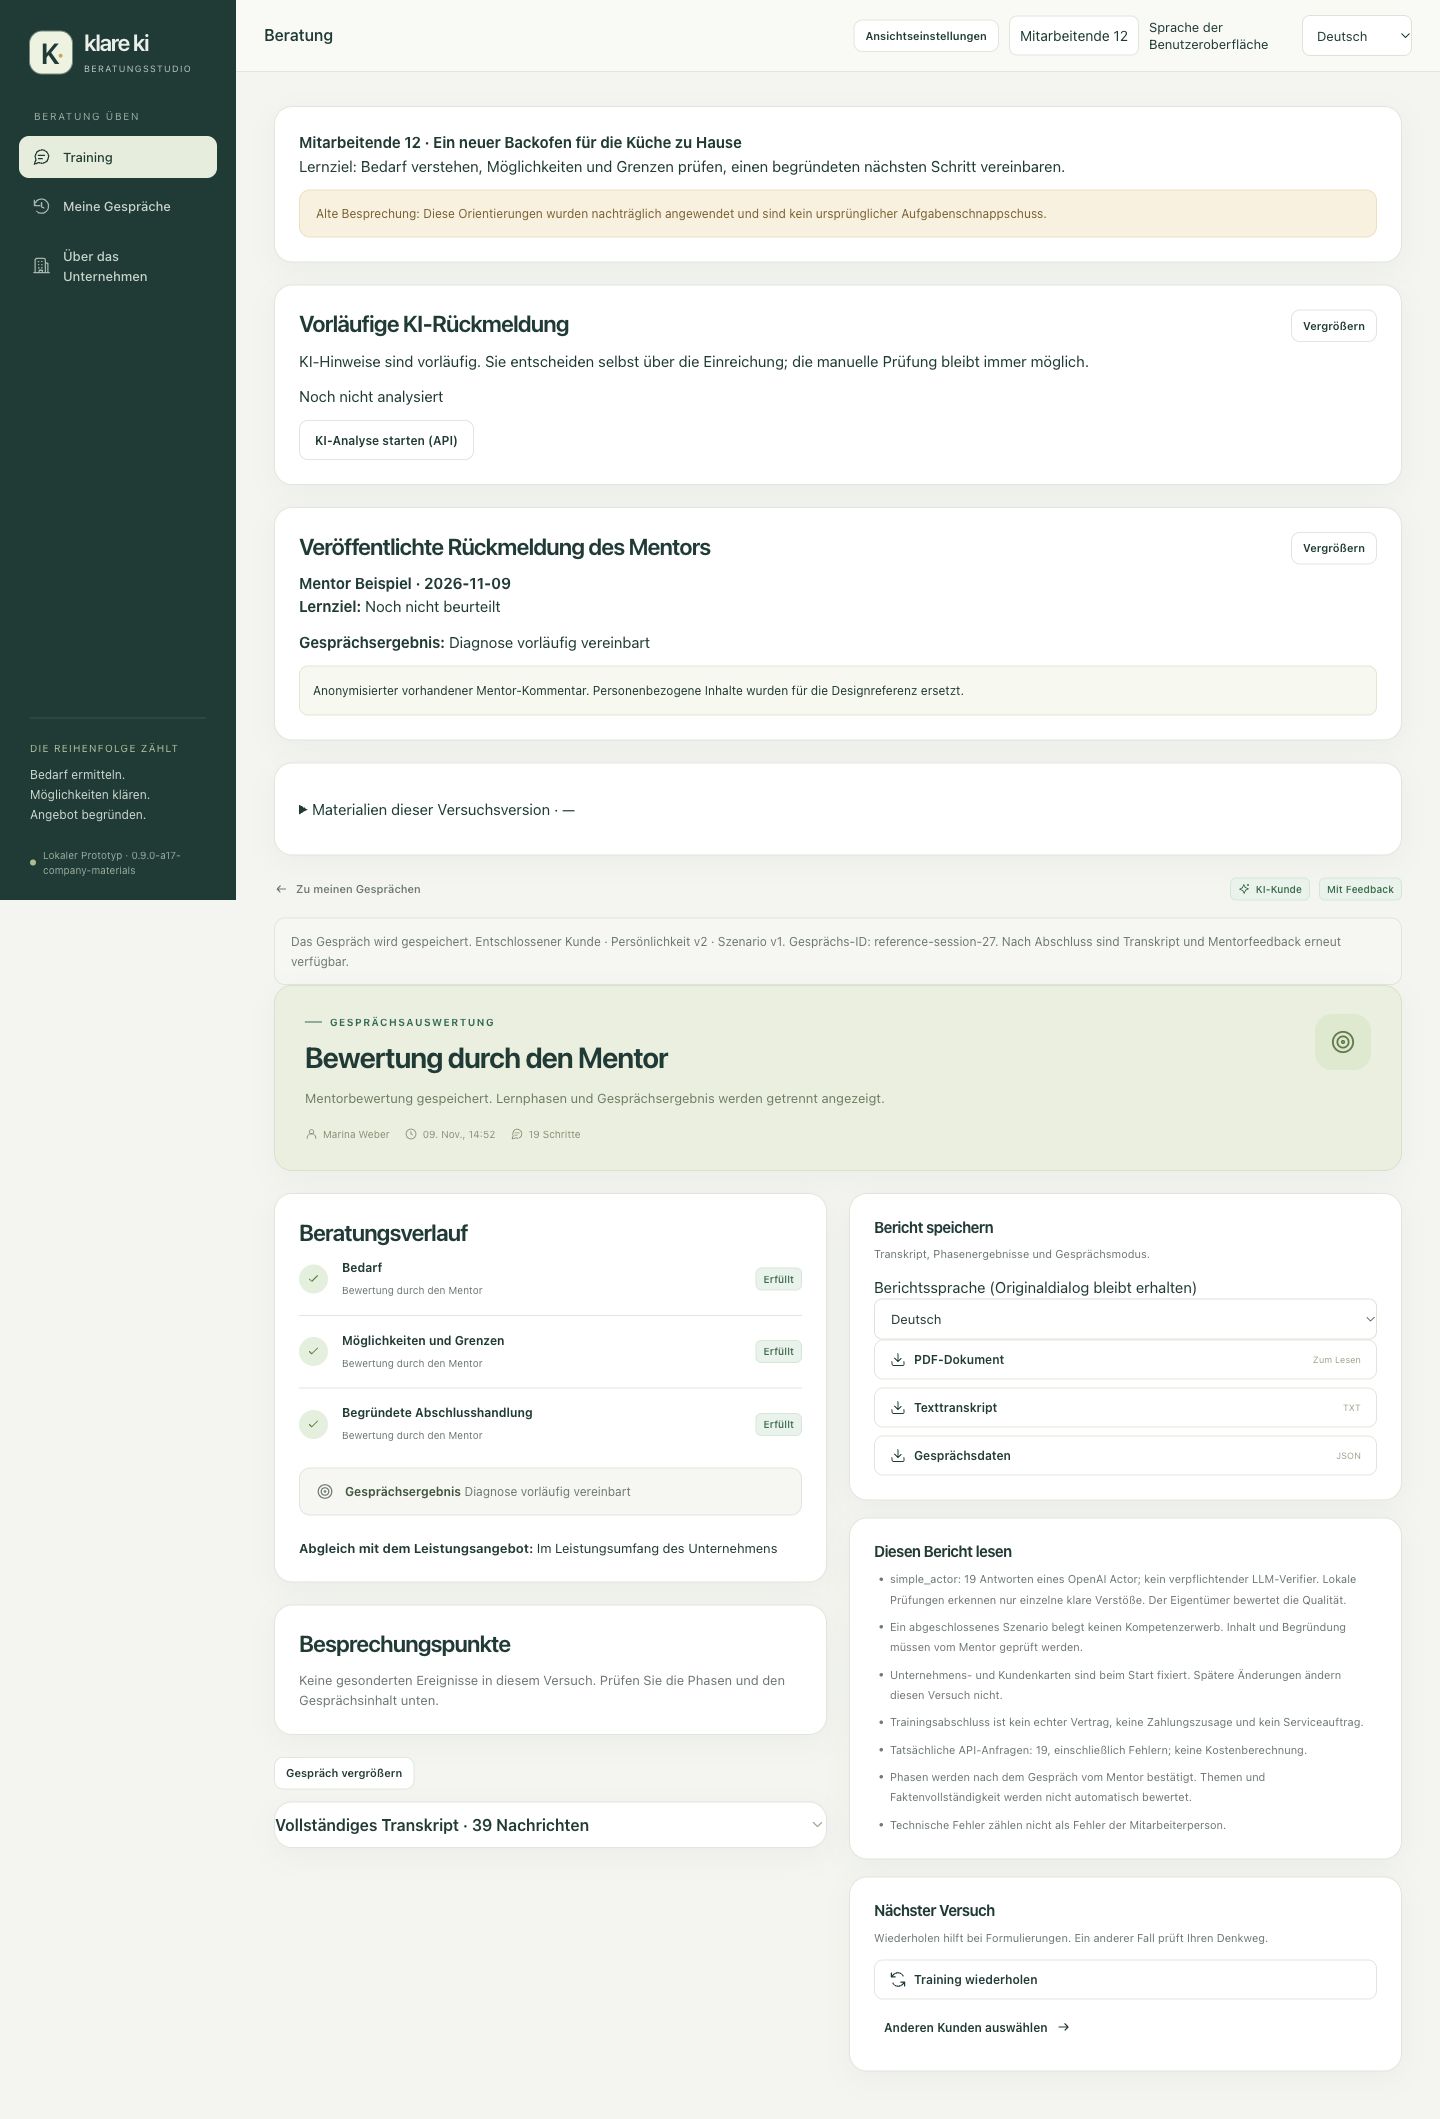 klare ki
BERATUNGSSTUDIO
BERATUNG ÜBEN
Training
Meine Gespräche
Über das
Unternehmen
DIE REIHENFOLGE ZÄHLT
Bedarf ermitteln.
Möglichkeiten klären.
Angebot begründen.
Lokaler Prototyp · 0.9.0-a17-
company-materials
Beratung
Ansichtseinstellungen
Mitarbeitende 12
Sprache der
Benutzeroberfläche
Deutsch
Mitarbeitende 12 · Ein neuer Backofen für die Küche zu Hause
Lernziel: Bedarf verstehen, Möglichkeiten und Grenzen prüfen, einen begründeten nächsten Schritt vereinbaren.
Alte Besprechung: Diese Orientierungen wurden nachträglich angewendet und sind kein ursprünglicher Aufgabenschnappschuss.
Vorläufige KI-Rückmeldung
Vergrößern
KI-Hinweise sind vorläufig. Sie entscheiden selbst über die Einreichung; die manuelle Prüfung bleibt immer möglich.
Noch nicht analysiert
KI-Analyse starten (API)
Veröffentlichte Rückmeldung des Mentors
Vergrößern
Mentor Beispiel · 2026-11-09
Lernziel: Noch nicht beurteilt
Gesprächsergebnis: Diagnose vorläufig vereinbart
Anonymisierter vorhandener Mentor-Kommentar. Personenbezogene Inhalte wurden für die Designreferenz ersetzt.
Materialien dieser Versuchsversion · —
Zu meinen Gesprächen
KI-Kunde
Mit Feedback
Das Gespräch wird gespeichert. Entschlossener Kunde · Persönlichkeit v2 · Szenario v1. Gesprächs-ID: reference-session-27. Nach Abschluss sind Transkript und Mentorfeedback erneut
verfügbar.
GESPRÄCHSAUSWERTUNG
Bewertung durch den Mentor
Mentorbewertung gespeichert. Lernphasen und Gesprächsergebnis werden getrennt angezeigt.
Marina Weber
09. Nov., 14:52
19 Schritte
Beratungsverlauf
Bedarf
Bewertung durch den Mentor
Erfüllt
Möglichkeiten und Grenzen
Bewertung durch den Mentor
Erfüllt
Begründete Abschlusshandlung
Bewertung durch den Mentor
Erfüllt
Gesprächsergebnis Diagnose vorläufig vereinbart
Abgleich mit dem Leistungsangebot: Im Leistungsumfang des Unternehmens
Besprechungspunkte
Keine gesonderten Ereignisse in diesem Versuch. Prüfen Sie die Phasen und den
Gesprächsinhalt unten.
Gespräch vergrößern
Vollständiges Transkript · 39 Nachrichten
Bericht speichern
Transkript, Phasenergebnisse und Gesprächsmodus.
Berichtssprache (Originaldialog bleibt erhalten)
Deutsch
PDF-Dokument
Zum Lesen
Texttranskript
TXT
Gesprächsdaten
JSON
Diesen Bericht lesen
• simple_actor: 19 Antworten eines OpenAI Actor; kein verpflichtender LLM-Verifier. Lokale
Prüfungen erkennen nur einzelne klare Verstöße. Der Eigentümer bewertet die Qualität.
• Ein abgeschlossenes Szenario belegt keinen Kompetenzerwerb. Inhalt und Begründung
müssen vom Mentor geprüft werden.
• Unternehmens- und Kundenkarten sind beim Start fixiert. Spätere Änderungen ändern
diesen Versuch nicht.
• Trainingsabschluss ist kein echter Vertrag, keine Zahlungszusage und kein Serviceauftrag.
• Tatsächliche API-Anfragen: 19, einschließlich Fehlern; keine Kostenberechnung.
• Phasen werden nach dem Gespräch vom Mentor bestätigt. Themen und
Faktenvollständigkeit werden nicht automatisch bewertet.
• Technische Fehler zählen nicht als Fehler der Mitarbeiterperson.
Nächster Versuch
Wiederholen hilft bei Formulierungen. Ein anderer Fall prüft Ihren Denkweg.
Training wiederholen
Anderen Kunden auswählen